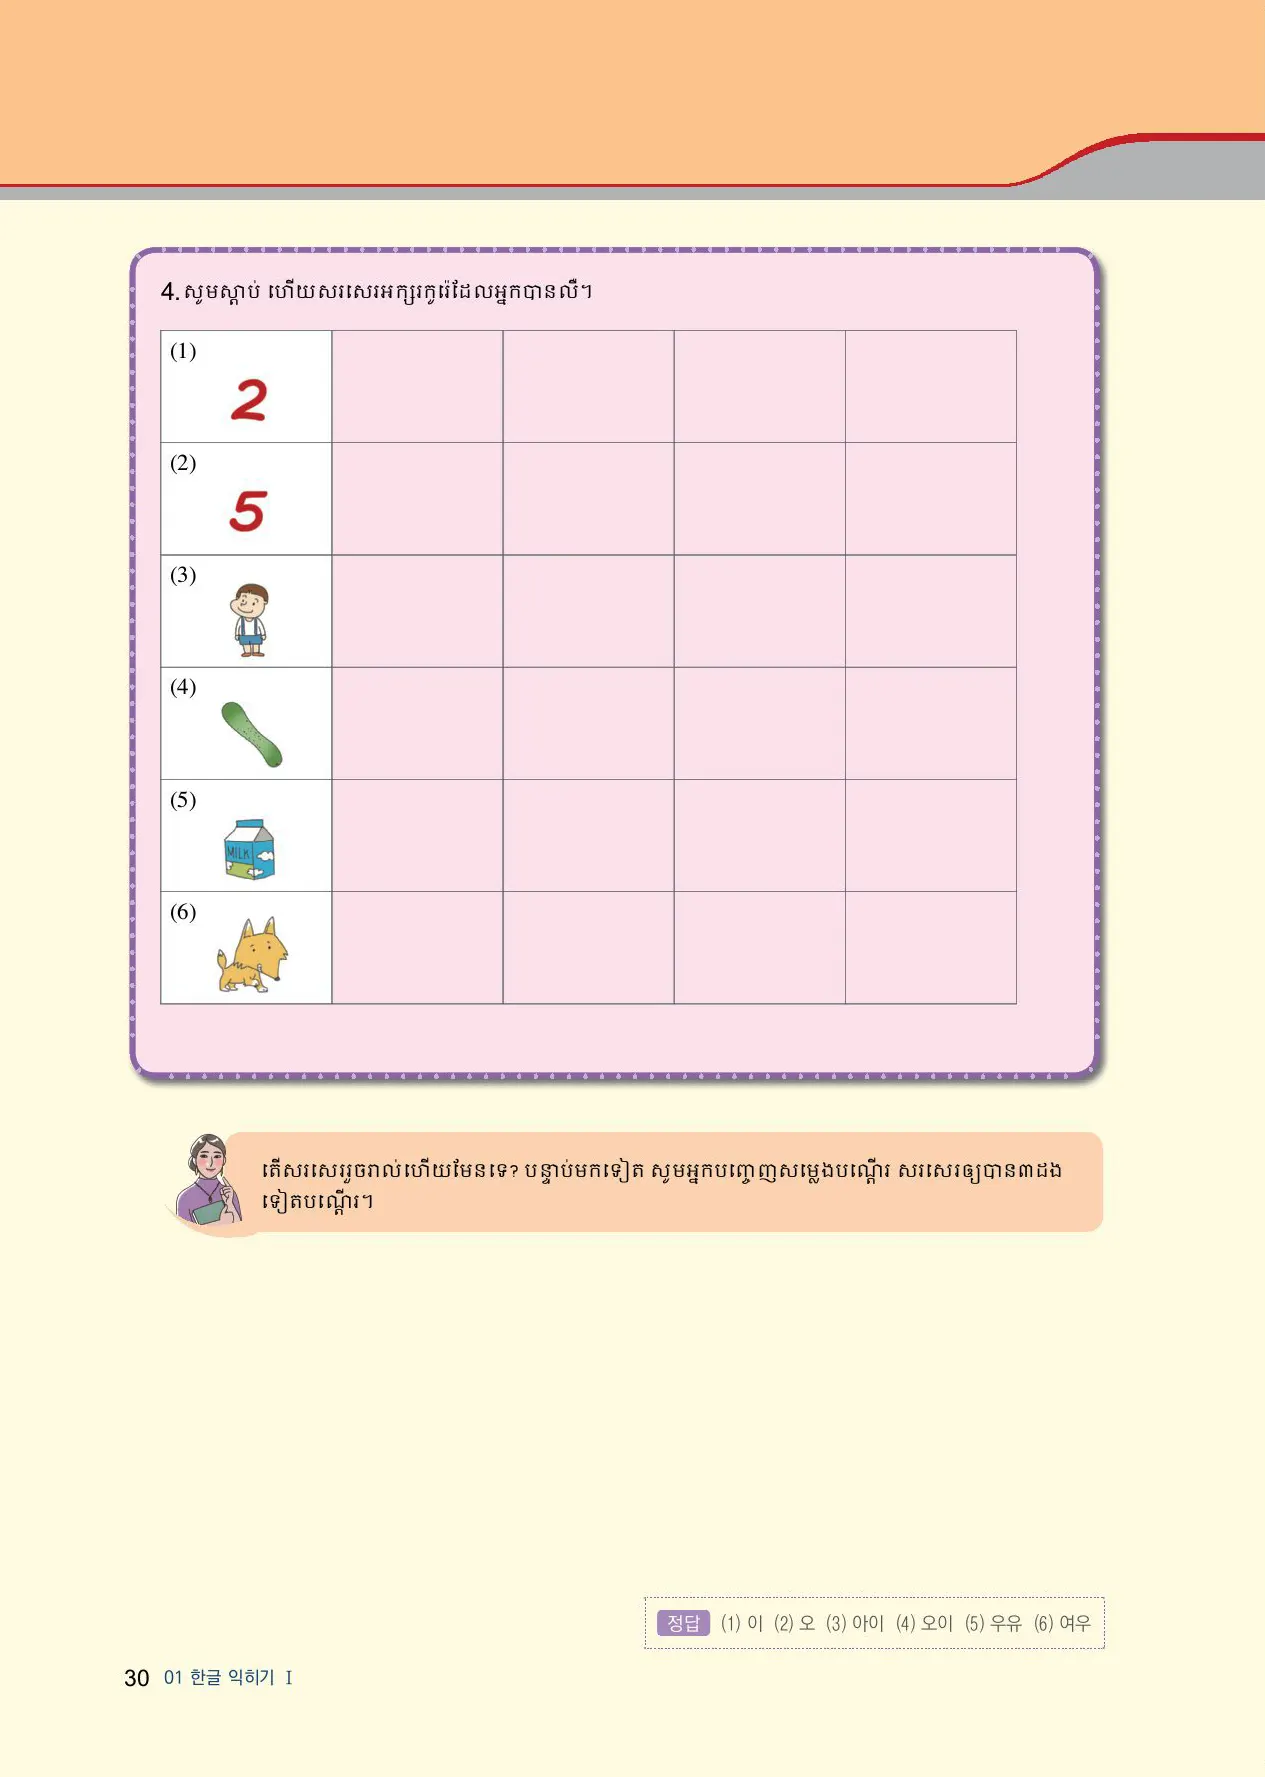 4. សូមស្តាប់ ហើយសរសេរអក្សរកូរ៉េដែលអ្នកបានលឺ។
(1)
2
(2)
5
(3)
(4)
(5)
MILK
(6)
តើសរសេររួចរាល់ហើយមែនទេ? បន្ទាប់មកទៀត សូមអ្នកបញ្ចេញសម្លេងបណ្តើរ សរសេរឲ្យបាន៣ដង
ទៀតបណ្តើរ។
정답 (1) 이 (2) 오 (3) 아이 (4) 오이 (5) 우유 (6) 여우
30 01 한글 익히기 Ⅰ